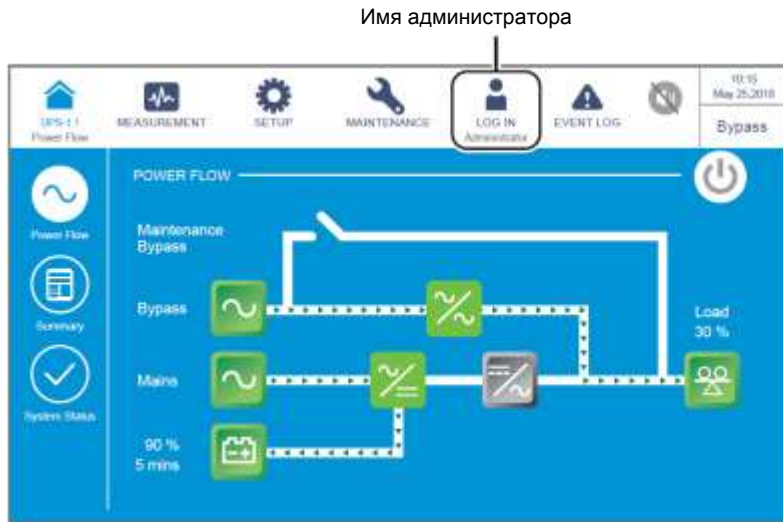 Имя администратора
10:15
May 25,2018
UPS-1.1
Power Flow
MEASUREMENT
SETUP
MAINTENANCE
LOG IN
Administrator
EVENT LOG
Bypass
POWER FLOW
Power Flow
Maintenance
Bypass
Summary
Bypass
Load
30 %
Mains
System Status
90 %
5 mins